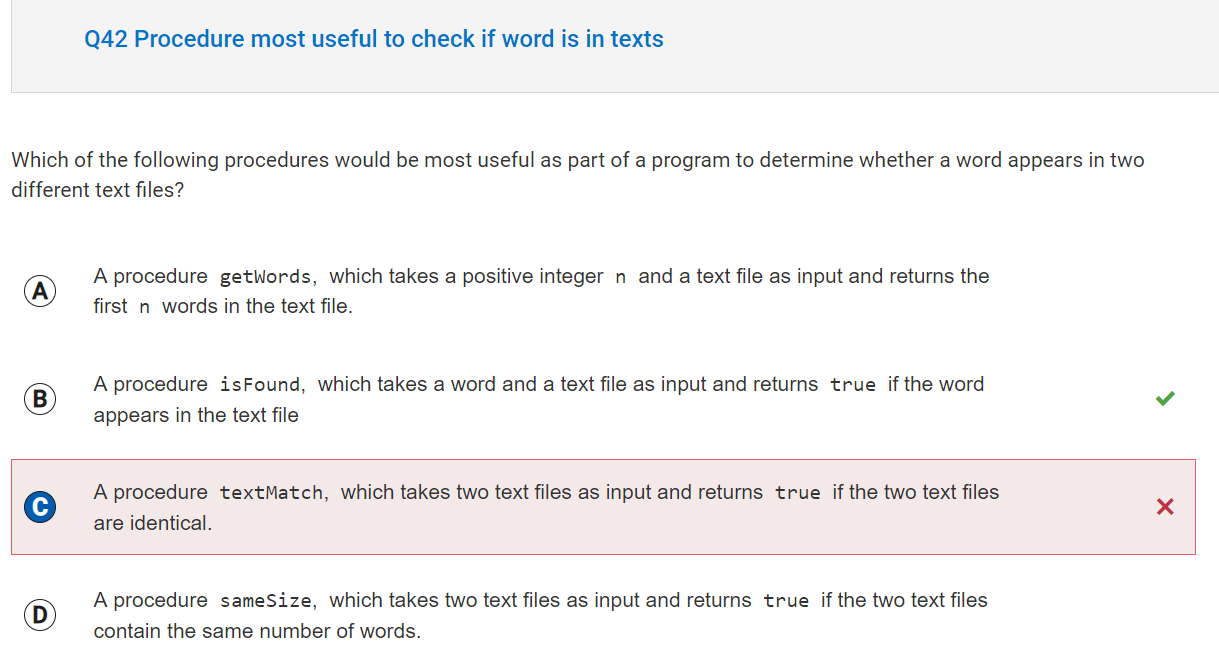 Q42 Procedure most useful to check if word is in texts
Which of the following procedures would be most useful as part of a program to determine whether a word appears in two
different text files?
A
A procedure getWords, which takes a positive integer n and a text file as input and returns the
first n words in the text file.
B
A procedure isFound, which takes a word and a text file as input and returns true if the word
appears in the text file
C
A procedure textMatch, which takes two text files as input and returns true if the two text files
are identical.
D
A procedure sameSize, which takes two text files as input and returns true if the two text files
contain the same number of words.